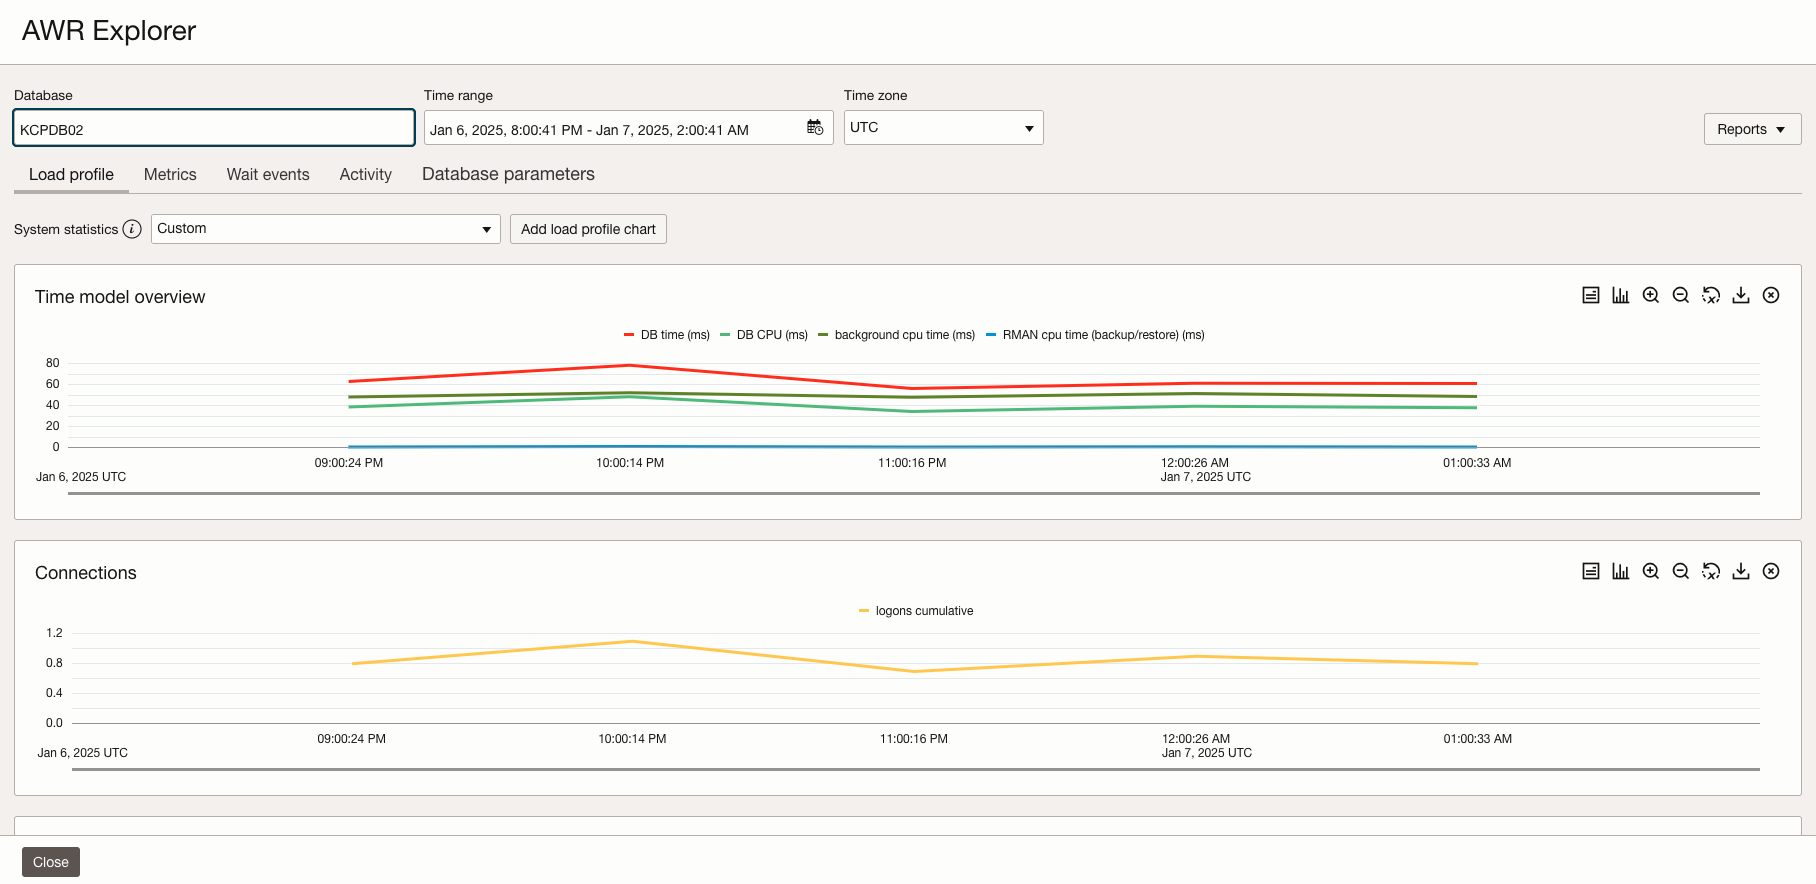 AWR Explorer
Database
Time range
Time zone
KCPDB02
Jan 6, 2025, 8:00:41 PM - Jan 7, 2025, 2:00:41 AM
UTC
Reports
Load profile
Metrics
Wait events
Activity
Database parameters
System statistics
i
Custom
Add load profile chart
Time model overview
DB time (ms)
DB CPU (ms)
background cpu time (ms)
RMAN cpu time (backup/restore) (ms)
80
60
40
20
0
09:00:24 PM
10:00:14 PM
11:00:16 PM
12:00:26 AM
01:00:33 AM
Jan 6, 2025 UTC
Jan 7, 2025 UTC
Connections
logons cumulative
1.2
0.8
0.4
0.0
09:00:24 PM
10:00:14 PM
11:00:16 PM
12:00:26 AM
01:00:33 AM
Jan 6, 2025 UTC
Jan 7, 2025 UTC
Close